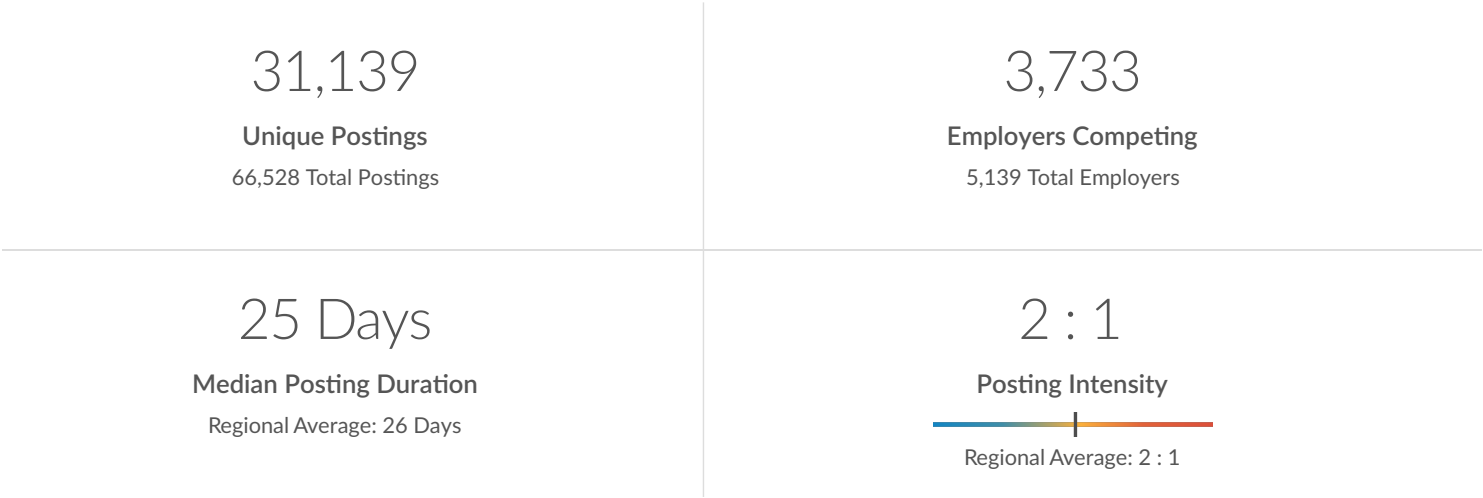 31,139
Unique Postings
66,528 Total Postings
3,733
Employers Competing
5,139 Total Employers
25 Days
Median Posting Duration
Regional Average: 26 Days
2 : 1
Posting Intensity
Regional Average: 2 : 1